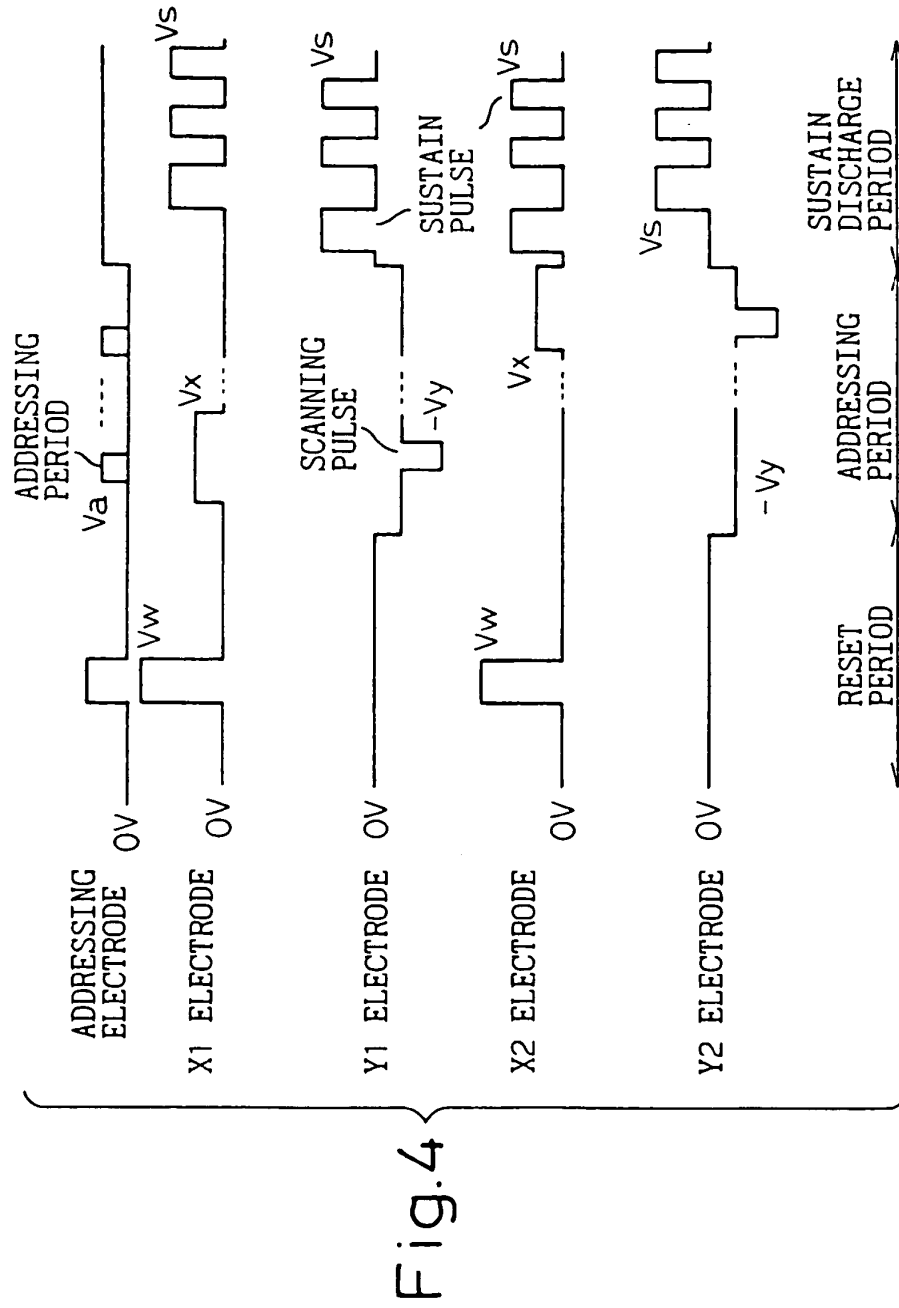 Fig.4
ADDRESSING
ELECTRODE
0V
Va
ADDRESSING
PERIOD
X1 ELECTRODE
0V
Vw
Vx
Vs
Y1 ELECTRODE
0V
SCANNING
PULSE
-Vy
Vs
SUSTAIN
PULSE
X2 ELECTRODE
0V
Vw
Vx
Vs
Y2 ELECTRODE
0V
-Vy
Vs
RESET
PERIOD
ADDRESSING
PERIOD
SUSTAIN
DISCHARGE
PERIOD